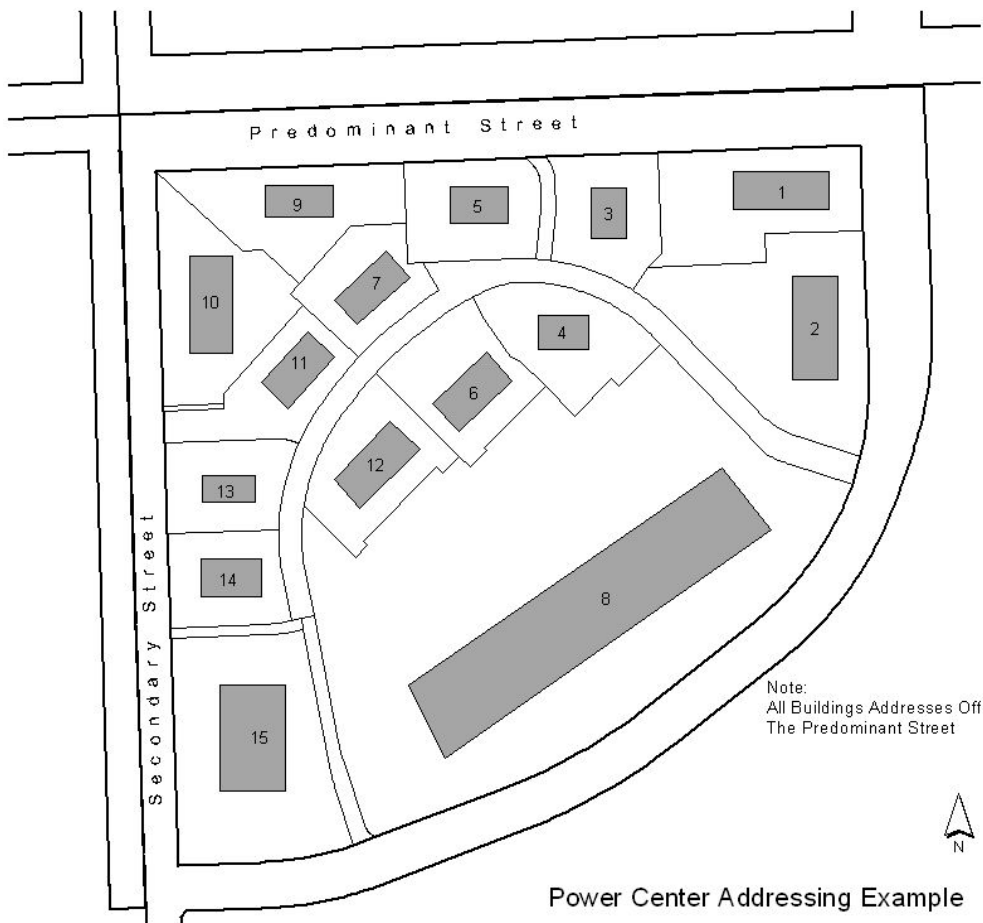 Predominant Street
9
5
3
1
10
7
2
11
4
6
12
13
14
8
15
Secondary Street
Note:
All Buildings Addresses Off
The Predominant Street
N
Power Center Addressing Example